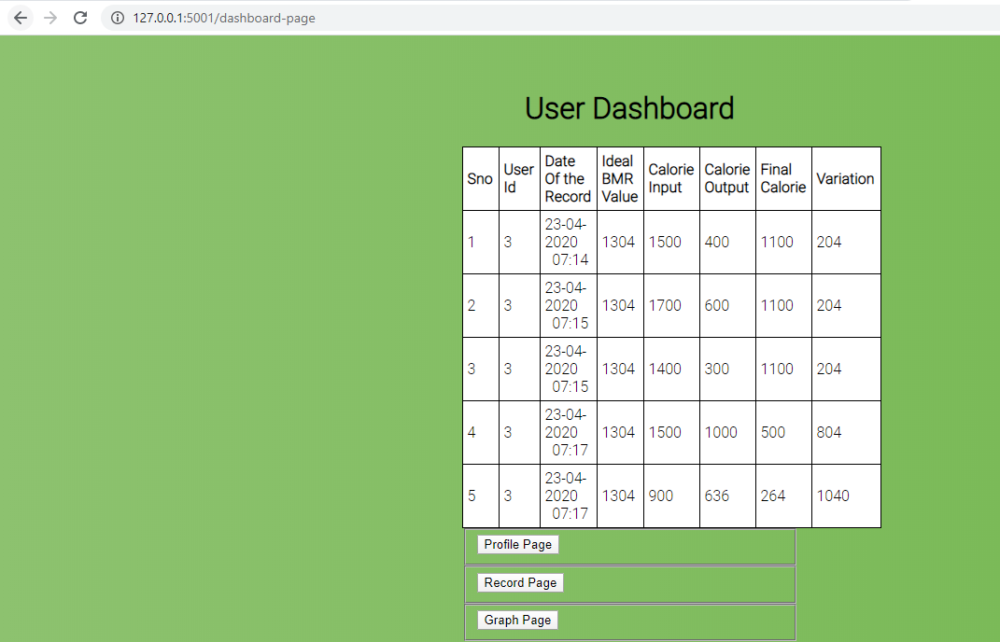 127.0.0.1:5001/dashboard-page
User Dashboard
Sno User Id Date Of the Record Ideal BMR Value Calorie Input Calorie Output Final Calorie Variation
1 3 23-04-2020 07:14 1304 1500 400 1100 204
2 3 23-04-2020 07:15 1304 1700 600 1100 204
3 3 23-04-2020 07:15 1304 1400 300 1100 204
4 3 23-04-2020 07:17 1304 1500 1000 500 804
5 3 23-04-2020 07:17 1304 900 636 264 1040
Profile Page
Record Page
Graph Page